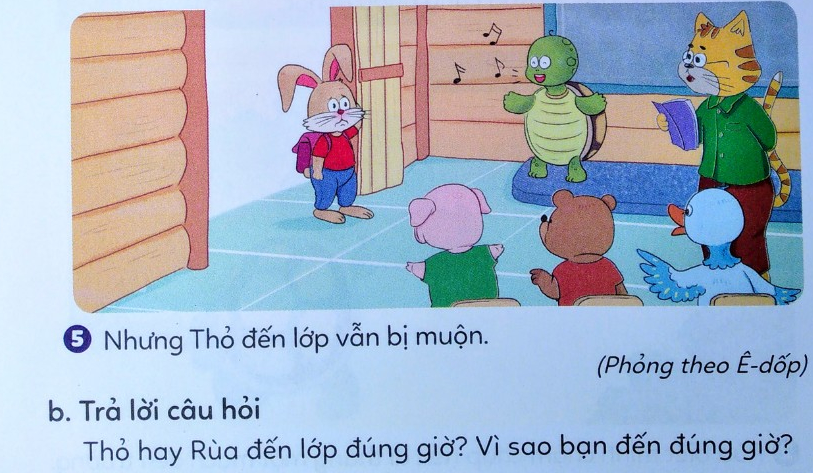 5 Nhưng Thỏ đến lớp vẫn bị muộn.
(Phỏng theo Ê-dốp)
b. Trả lời câu hỏi
Thỏ hay Rùa đến lớp đúng giờ? Vì sao bạn đến đúng giờ?